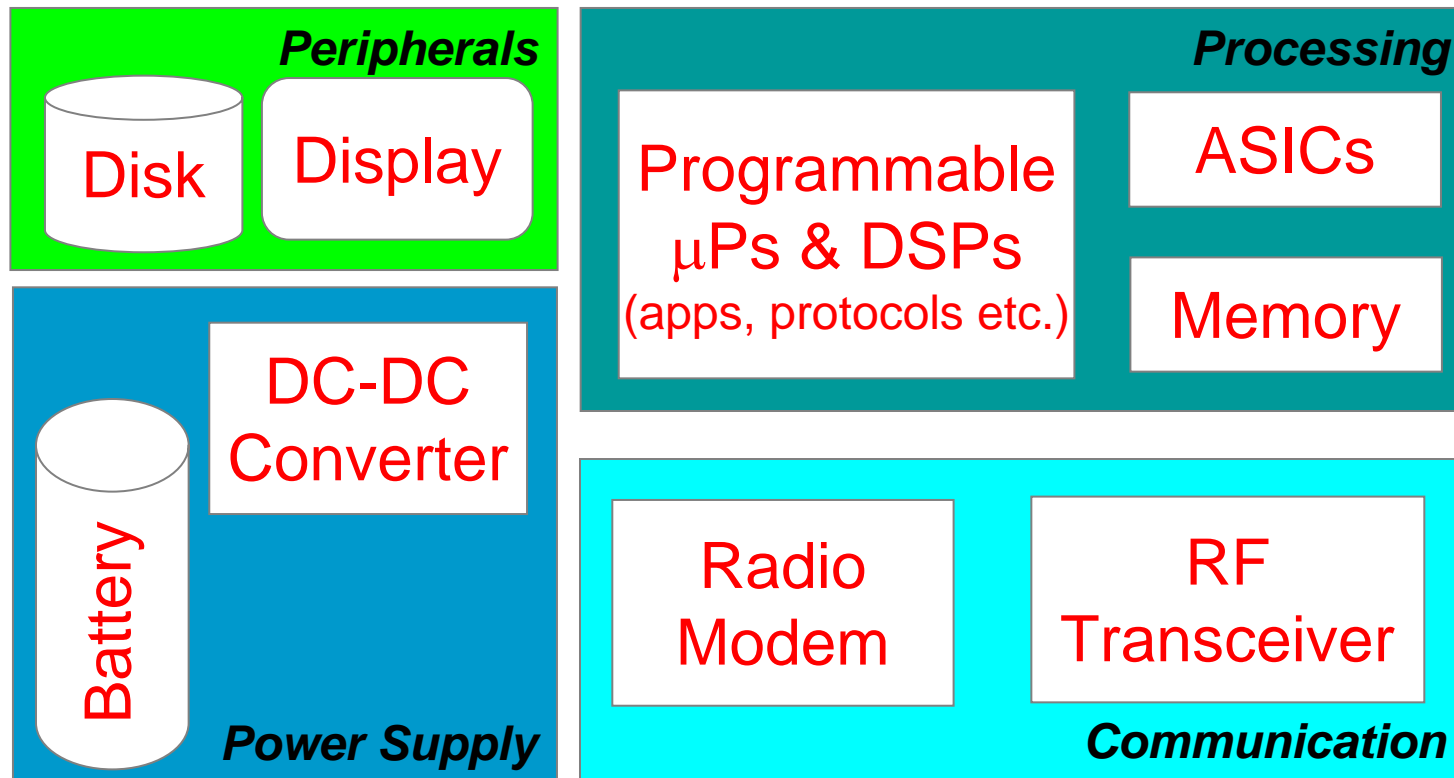 Peripherals
Disk
Display
Processing
Programmable
μPs & DSPs
(apps, protocols etc.)
ASICs
Memory
DC-DC
Converter
Battery
Power Supply
Radio
Modem
RF
Transceiver
Communication